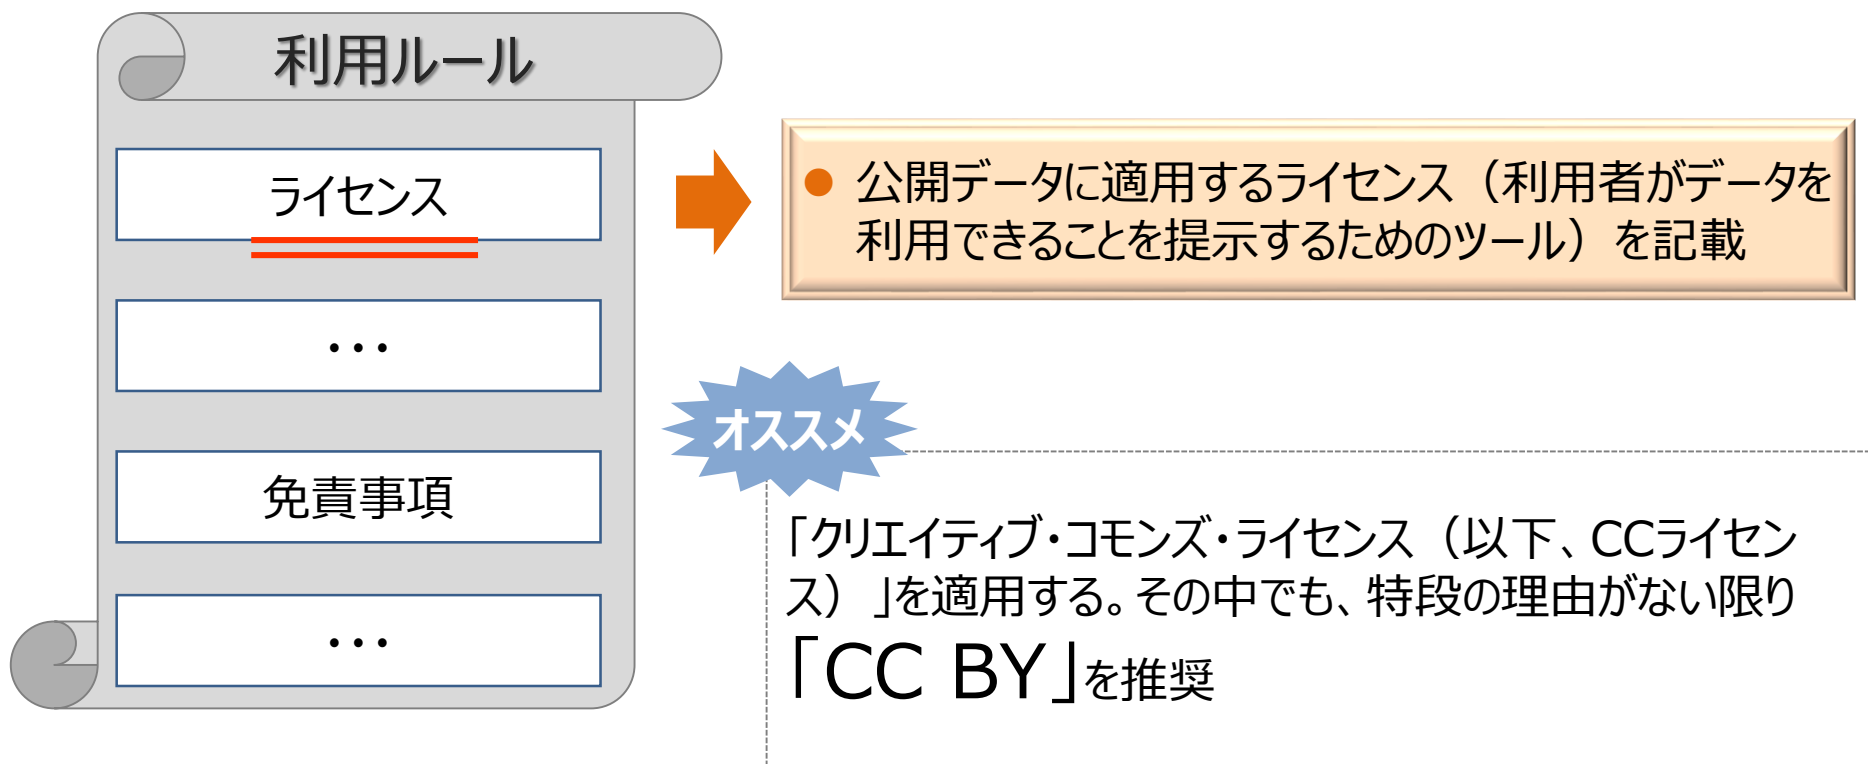 利用ルール
ライセンス
・・・
免責事項
・・・
● 公開データに適用するライセンス（利用者がデータを
利用できることを提示するためのツール）を記載
オススメ
「クリエイティブ・コモンズ・ライセンス（以下、CCライセン
ス）」を適用する。その中でも、特段の理由がない限り
「CC BY」を推奨